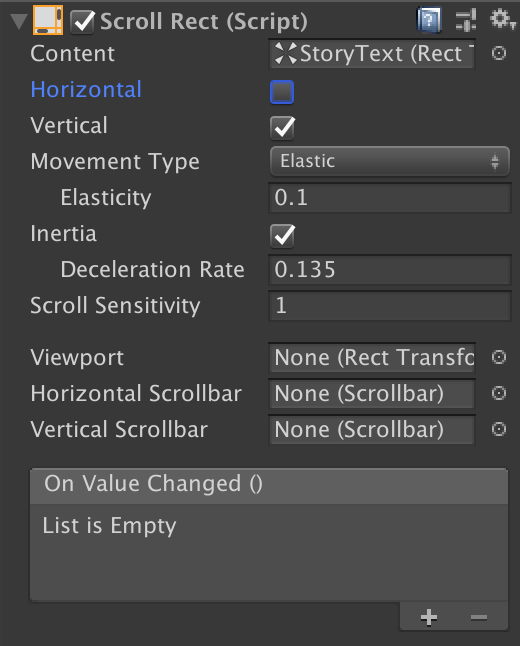 Scroll Rect (Script)
Content StoryText (Rect T
Horizontal
Vertical
Movement Type Elastic
Elasticity 0.1
Inertia
Deceleration Rate 0.135
Scroll Sensitivity 1
Viewport None (Rect Transfo
Horizontal Scrollbar None (Scrollbar)
Vertical Scrollbar None (Scrollbar)
On Value Changed ()
List is Empty